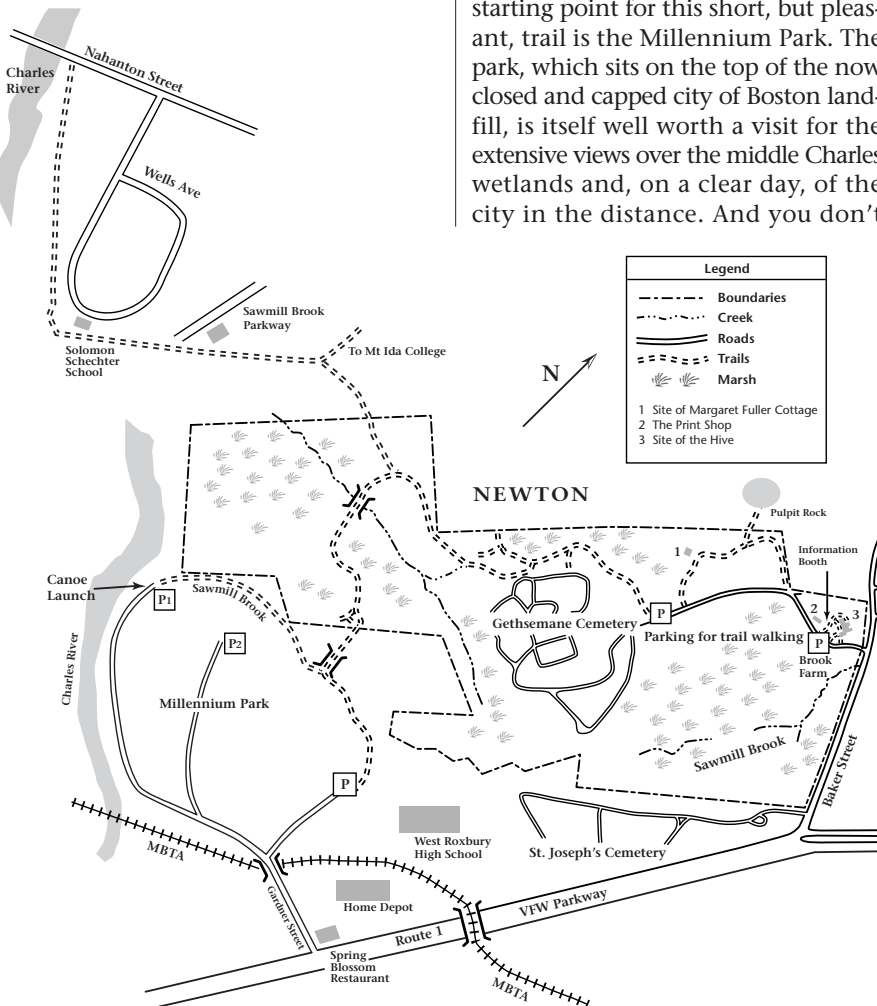 starting point for this short, but pleas-
ant, trail is the Millennium Park. The
park, which sits on the top of the now
closed and capped city of Boston land-
fill, is itself well worth a visit for the
extensive views over the middle Charles
wetlands and, on a clear day, of the
city in the distance. And you don't
Charles
River
Nahanton Street
Wells Ave
Sawmill Brook
Parkway
Solomon
Schechter
School
To Mt Ida College
N
Legend
Boundaries
Creek
Roads
Trails
Marsh
1 Site of Margaret Fuller Cottage
2 The Print Shop
3 Site of the Hive
NEWTON
Pulpit Rock
1
Information
Booth
Canoe
Launch
P1
Sawmill Brook
P2
Charles River
Millennium Park
Gethsemane Cemetery
P
Parking for trail walking
2
3
P
Brook
Farm
Sawmill Brook
Baker Street
P
West Roxbury
High School
St. Joseph's Cemetery
MBTA
Home Depot
Gardner Street
Route 1
VFW Parkway
Spring
Blossom
Restaurant
MBTA